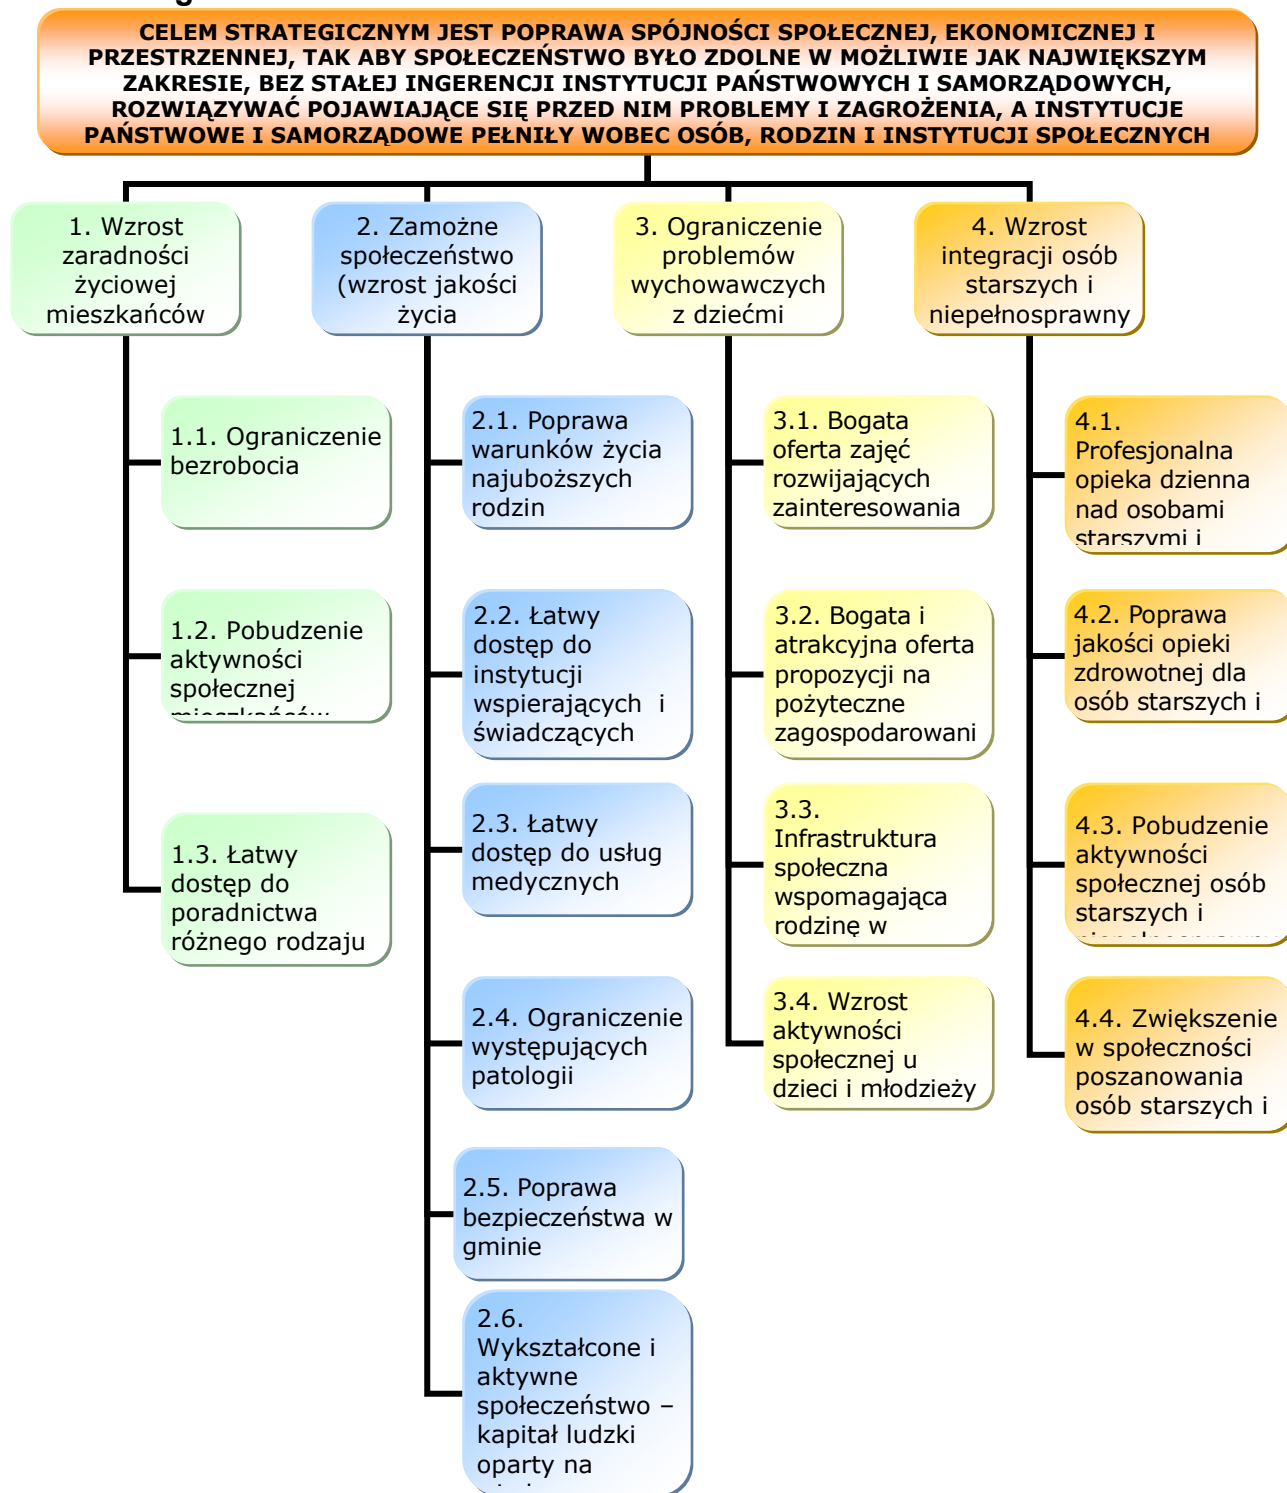 CELEM STRATEGICZNYM JEST POPRAWA SPÓJNOŚCI SPOŁECZNEJ, EKONOMICZNEJ I
PRZESTRZENNEJ, TAK ABY SPOŁECZEŃSTWO BYŁO ZDOLNE W MOŻLIWIE JAK NAJWIĘKSZYM
ZAKRESIE, BEZ STAŁEJ INGERENCJI INSTYTUCJI PAŃSTWOWYCH I SAMORZĄDOWYCH,
ROZWIĄZYWAĆ POJAWIAJĄCE SIĘ PRZED NIM PROBLEMY I ZAGROŻENIA, A INSTYTUCJE
PAŃSTWOWE I SAMORZĄDOWE PEŁNIŁY WOBEC OSÓB, RODZIN I INSTYTUCJI SPOŁECZNYCH
1. Wzrost
zaradności
życiowej
mieszkańców
2. Zamożne
społeczeństwo
(wzrost jakości
życia
3. Ograniczenie
problemów
wychowawczych
z dziećmi
4. Wzrost
integracji osób
starszych i
niepełnosprawny
1.1. Ograniczenie
bezrobocia
1.2. Pobudzenie
aktywności
społecznej
mieszkańców
1.3. Łatwy
dostęp do
poradnictwa
różnego rodzaju
2.1. Poprawa
warunków życia
najuboższych
rodzin
2.2. Łatwy
dostęp do
instytucji
wspierających i
świadczących
2.3. Łatwy
dostęp do usług
medycznych
2.4. Ograniczenie
występujących
patologii
2.5. Poprawa
bezpieczeństwa w
gminie
2.6.
Wykształcone i
aktywne
społeczeństwo –
kapitał ludzki
oparty na
3.1. Bogata
oferta zajęć
rozwijających
zainteresowania
3.2. Bogata i
atrakcyjna oferta
propozycji na
pożyteczne
zagospodarowani
3.3.
Infrastruktura
społeczna
wspomagająca
rodzinę w
3.4. Wzrost
aktywności
społecznej u
dzieci i młodzieży
4.1.
Profesjonalna
opieka dzienna
nad osobami
starszymi i
4.2. Poprawa
jakości opieki
zdrowotnej dla
osób starszych i
4.3. Pobudzenie
aktywności
społecznej osób
starszych i
niepełnosprawny
4.4. Zwiększenie
w społeczności
poszanowania
osób starszych i